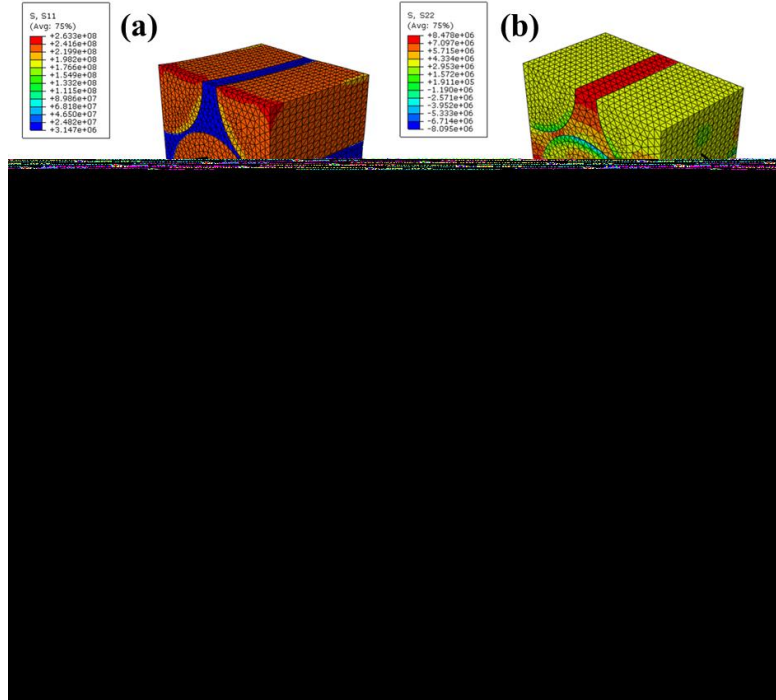 S, S11
(Avg: 75%)
+2.633e+08
+2.416e+08
+2.199e+08
+1.982e+08
+1.766e+08
+1.549e+08
+1.332e+08
+1.115e+08
+8.986e+07
+6.818e+07
+4.650e+07
+2.482e+07
+3.147e+06
(a)
S, S22
(Avg: 75%)
+8.478e+06
+7.097e+06
+5.715e+06
+4.334e+06
+2.953e+06
+1.572e+06
+1.911e+05
-1.190e+06
-2.571e+06
-3.952e+06
-5.333e+06
-6.714e+06
-8.095e+06
(b)